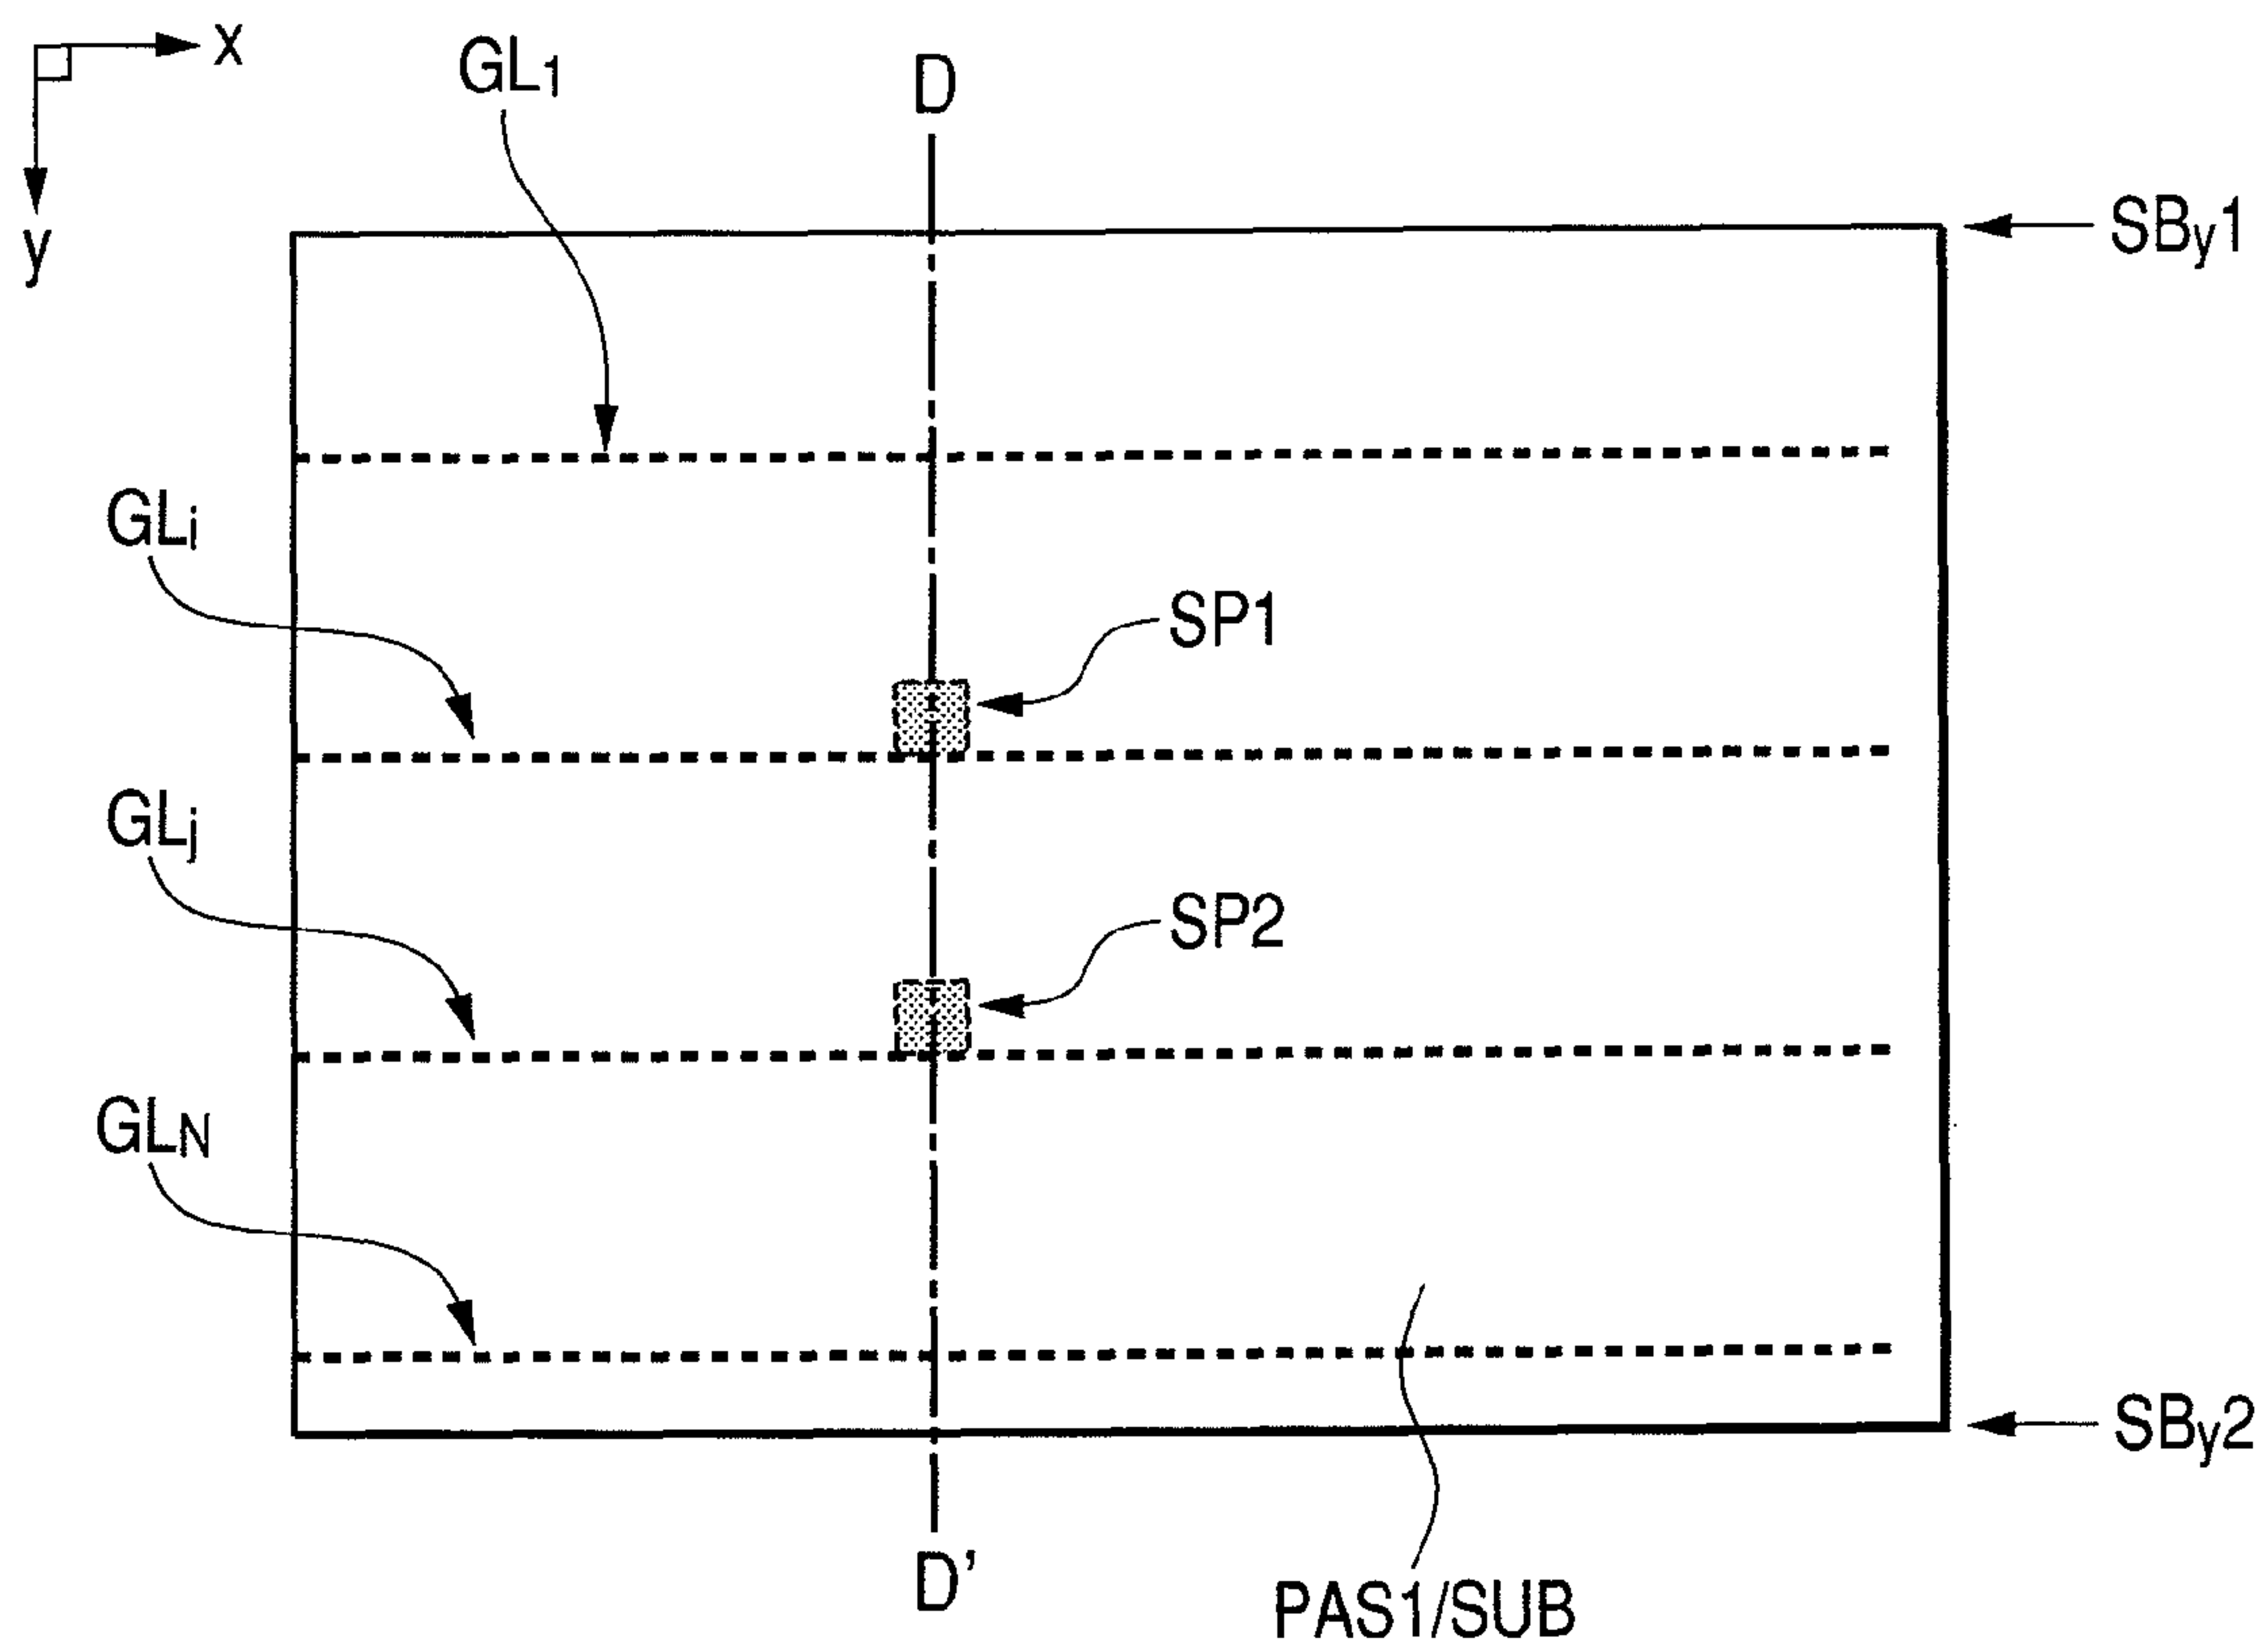 x
y
GL1
D
SBy1
GLi
SP1
GLj
SP2
GLN
SBy2
D'
PAS1/SUB